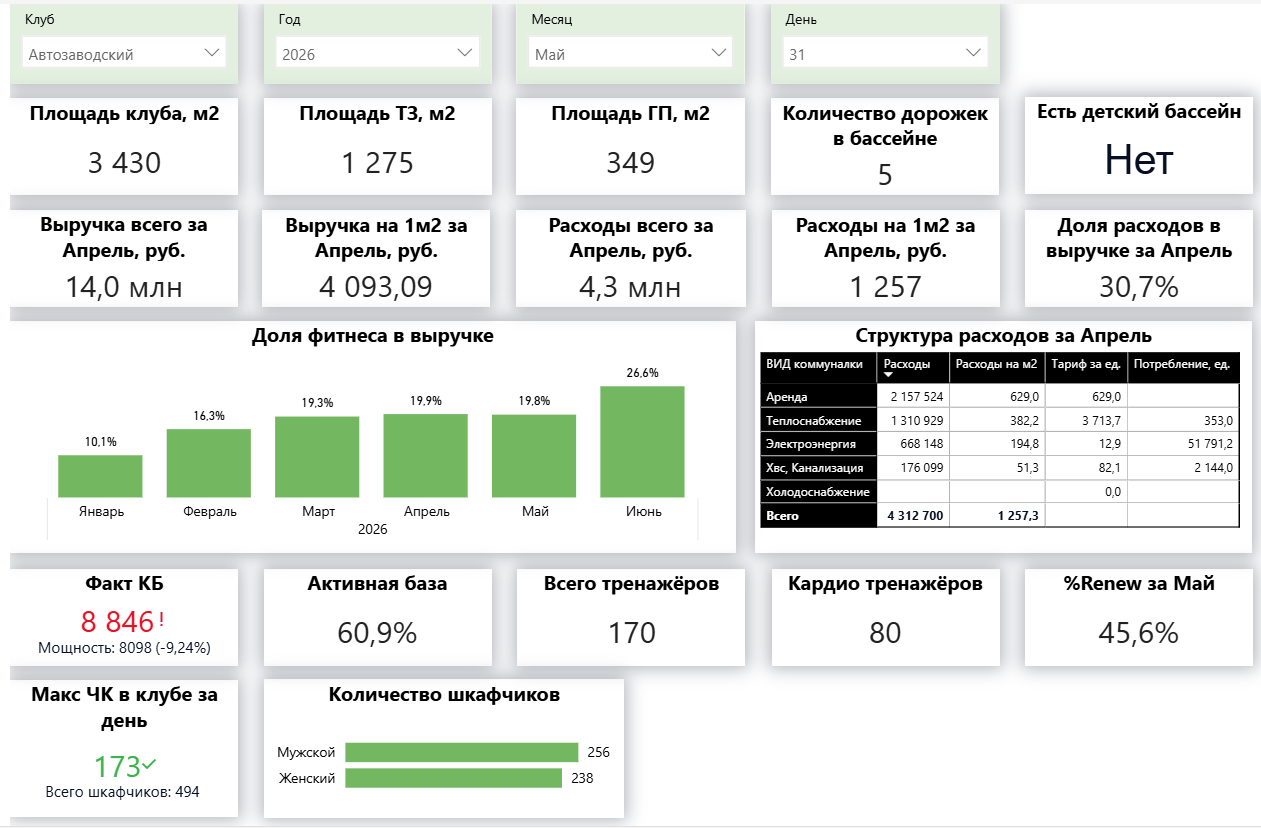 Клуб
Автозаводский
Год
2026
Месяц
Май
День
31
Площадь клуба, м2
3 430
Площадь ТЗ, м2
1 275
Площадь ГП, м2
349
Количество дорожек
в бассейне
5
Есть детский бассейн
Нет
Выручка всего за
Апрель, руб.
14,0 млн
Выручка на 1м2 за
Апрель, руб.
4 093,09
Расходы всего за
Апрель, руб.
4,3 млн
Расходы на 1м2 за
Апрель, руб.
1 257
Доля расходов в
выручке за Апрель
30,7%
Доля фитнеса в выручке
10,1%
16,3%
19,3%
19,9%
19,8%
26,6%
Январь
Февраль
Март
Апрель
Май
Июнь
2026
Структура расходов за Апрель
ВИД коммуналки Расходы Расходы на м2 Тариф за ед. Потребление, ед.
Аренда 2 157 524 629,0 629,0
Теплоснабжение 1 310 929 382,2 3 713,7 353,0
Электроэнергия 668 148 194,8 12,9 51 791,2
Хвс, Канализация 176 099 51,3 82,1 2 144,0
Холодоснабжение 0,0
Всего 4 312 700 1 257,3
Факт КБ
8 846!
Мощность: 8098 (-9,24%)
Активная база
60,9%
Всего тренажёров
170
Кардио тренажёров
80
%Renew за Май
45,6%
Макс ЧК в клубе за
день
173
Всего шкафчиков: 494
Количество шкафчиков
Мужской 256
Женский 238